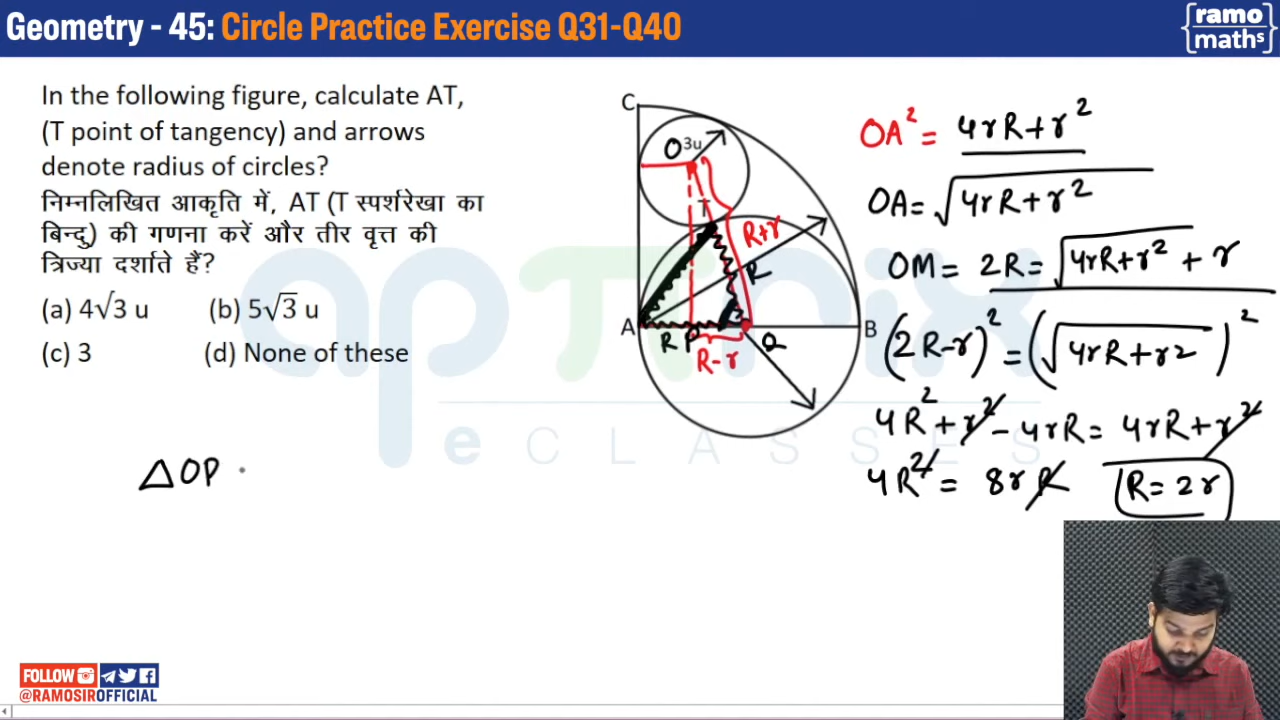 Geometry - 45: Circle Practice Exercise Q31-Q40
ramo
maths
In the following figure, calculate AT,
(T point of tangency) and arrows
denote radius of circles?
निम्नलिखित आकृति में, AT (T स्पर्शरेखा का
बिन्दु) की गणना करें और तीर वृत्त की
त्रिज्या दर्शाते हैं?
(a) 4√3 u (b) 5√3 u
(c) 3 (d) None of these
C
O 3u
T
R+r
R
A
R P
Q
B
R-r
OA² = 4rR+r²
OA = √4rR+r²
OM = 2R = √4rR+r² + r
(2R-r)² = (√4rR+r2)²
4R²+r²-4rR = 4rR+r²
4R² = 8rR R = 2r
△OP
aptinix
eCLASSES
FOLLOW
@RAMOSIROFFICIAL